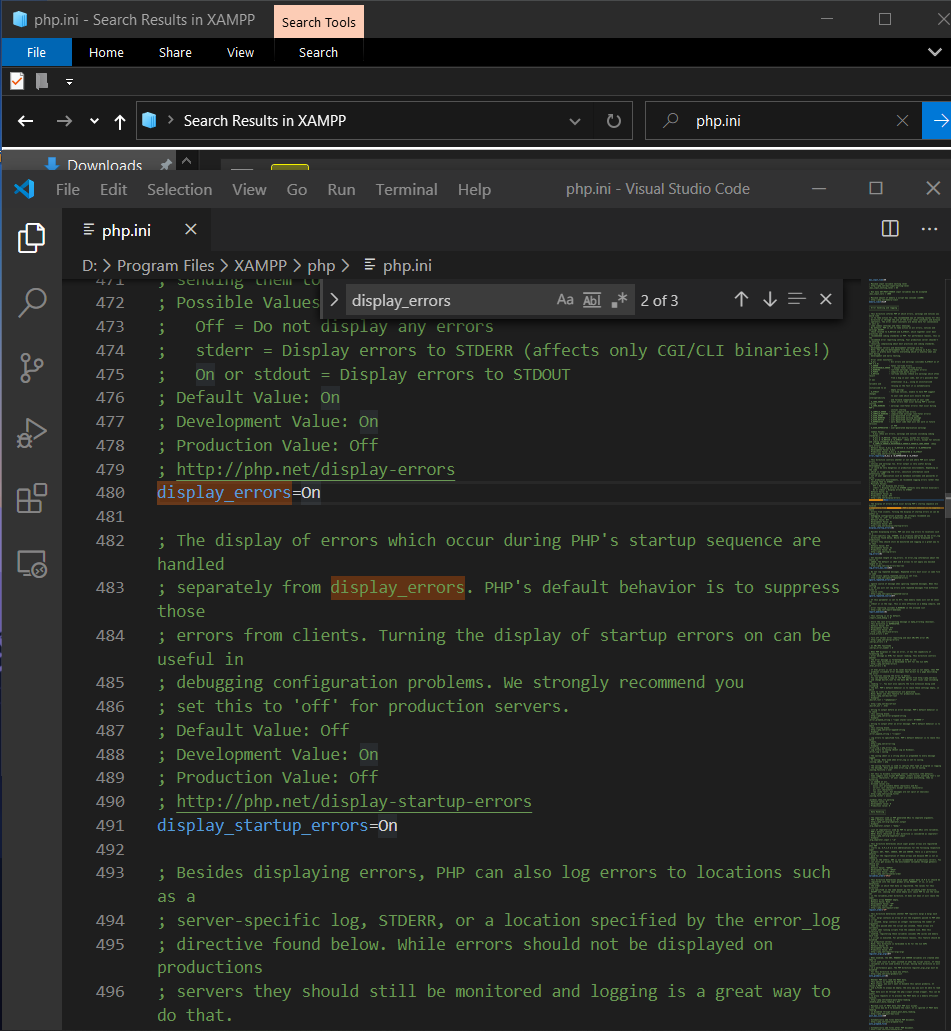 php.ini - Search Results in XAMPP
Search Tools
File Home Share View Search
Search Results in XAMPP
php.ini
Downloads
File Edit Selection View Go Run Terminal Help php.ini - Visual Studio Code
php.ini
D: > Program Files > XAMPP > php > php.ini
display_errors Aa Abl .* 2 of 3
471 ; sending them to
472 ; Possible Values
473 ;   Off = Do not display any errors
474 ;   stderr = Display errors to STDERR (affects only CGI/CLI binaries!)
475 ;   On or stdout = Display errors to STDOUT
476 ; Default Value: On
477 ; Development Value: On
478 ; Production Value: Off
479 ; http://php.net/display-errors
480 display_errors=On
481
482 ; The display of errors which occur during PHP's startup sequence are
handled
483 ; separately from display_errors. PHP's default behavior is to suppress
those
484 ; errors from clients. Turning the display of startup errors on can be
useful in
485 ; debugging configuration problems. We strongly recommend you
486 ; set this to 'off' for production servers.
487 ; Default Value: Off
488 ; Development Value: On
489 ; Production Value: Off
490 ; http://php.net/display-startup-errors
491 display_startup_errors=On
492
493 ; Besides displaying errors, PHP can also log errors to locations such
as a
494 ; server-specific log, STDERR, or a location specified by the error_log
495 ; directive found below. While errors should not be displayed on
productions
496 ; servers they should still be monitored and logging is a great way to
do that.